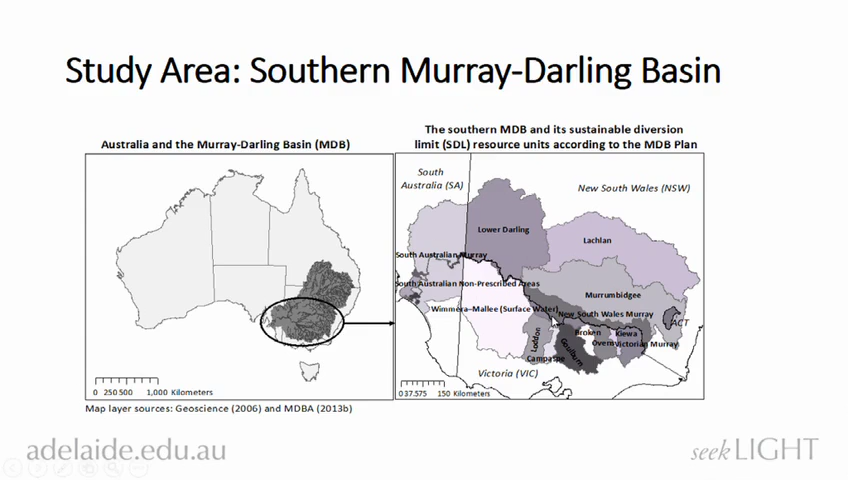 Study Area: Southern Murray-Darling Basin
Australia and the Murray-Darling Basin (MDB)
The southern MDB and its sustainable diversion
limit (SDL) resource units according to the MDB Plan
South
Australia (SA)
New South Wales (NSW)
Lower Darling
Lachlan
South Australian Murray
South Australian Non-Prescribed Areas
Murrumbidgee
Wimmera-Mallee (Surface Water)
New South Wales Murray
ACT
Loddon
Broken
Kiewa
Goulburn
Ovens
Victorian Murray
Campaspe
Victoria (VIC)
0 250 500 1,000 Kilometers
0 37.575 150 Kilometers
Map layer sources: Geoscience (2006) and MDBA (2013b)
adelaide.edu.au
seek LIGHT